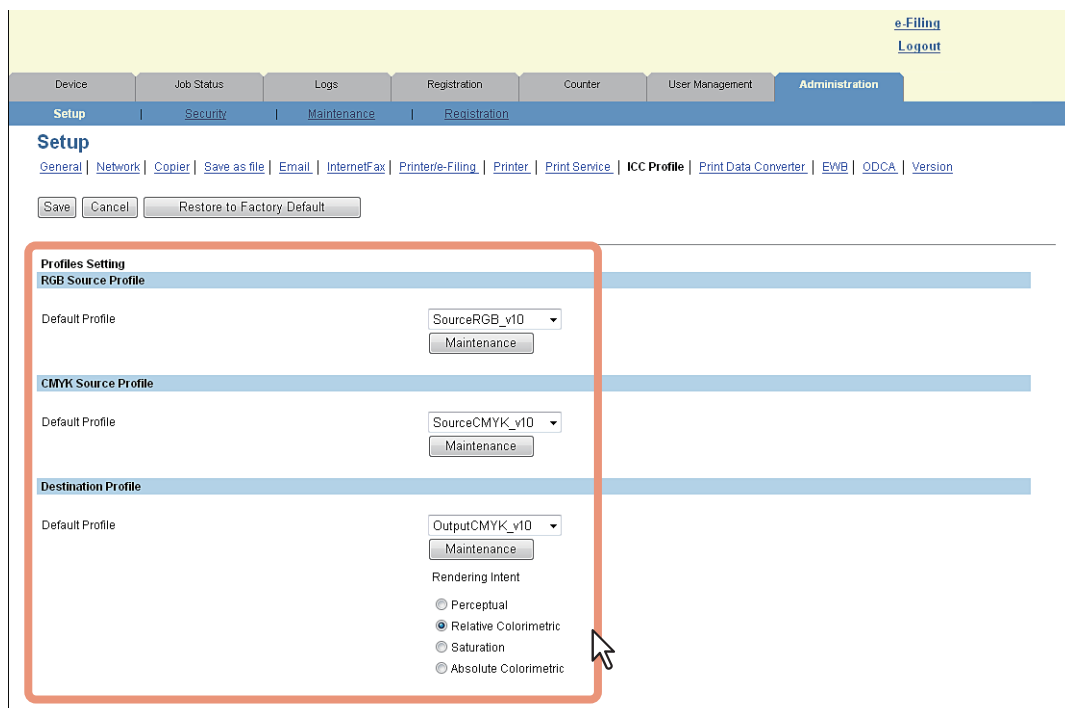 e-Filing
Logout
Device Job Status Logs Registration Counter User Management Administration
Setup | Security | Maintenance | Registration
Setup
General | Network | Copier | Save as file | Email | InternetFax | Printer/e-Filing | Printer | Print Service | ICC Profile | Print Data Converter | EWB | ODCA | Version
Save Cancel Restore to Factory Default
Profiles Setting
RGB Source Profile
Default Profile SourceRGB_v10
Maintenance
CMYK Source Profile
Default Profile SourceCMYK_v10
Maintenance
Destination Profile
Default Profile OutputCMYK_v10
Maintenance
Rendering Intent
Perceptual
Relative Colorimetric
Saturation
Absolute Colorimetric